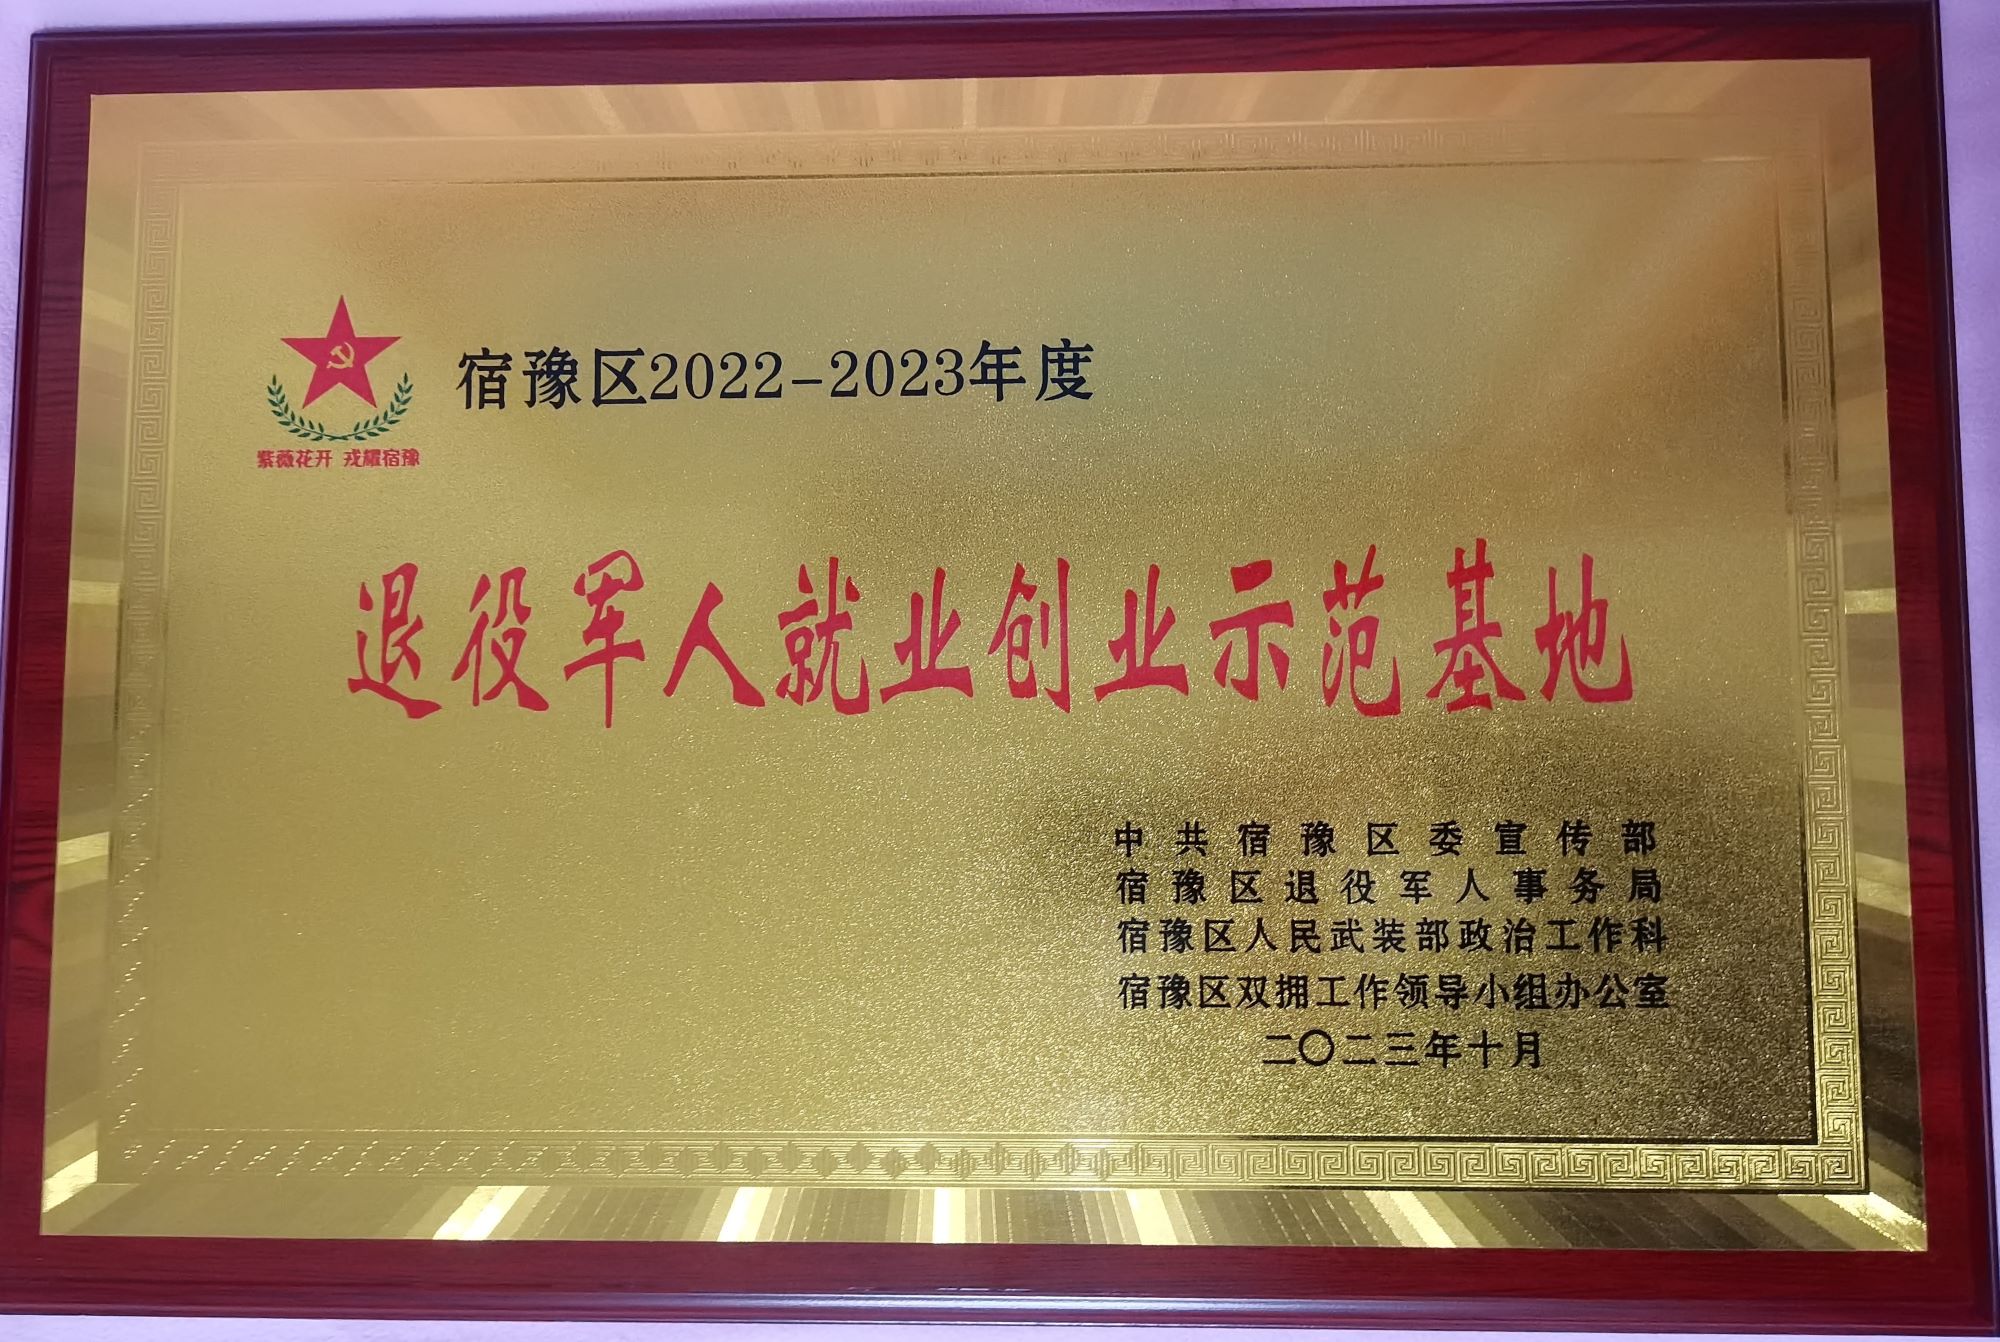 宿豫区2022-2023年度
紫薇花开 戎耀宿豫
退役军人就业创业示范基地
中共宿豫区委宣传部
宿豫区退役军人事务局
宿豫区人民武装部政治工作科
宿豫区双拥工作领导小组办公室
二〇二三年十月